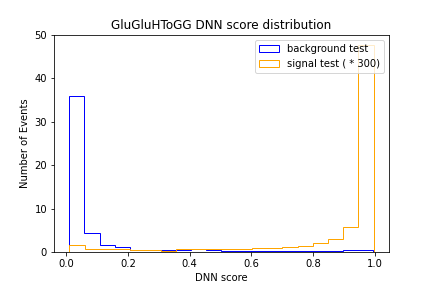 GluGluHToGG DNN score distribution
background test
signal test ( * 300)
Number of Events
50
40
30
20
10
0
0.0 0.2 0.4 0.6 0.8 1.0
DNN score